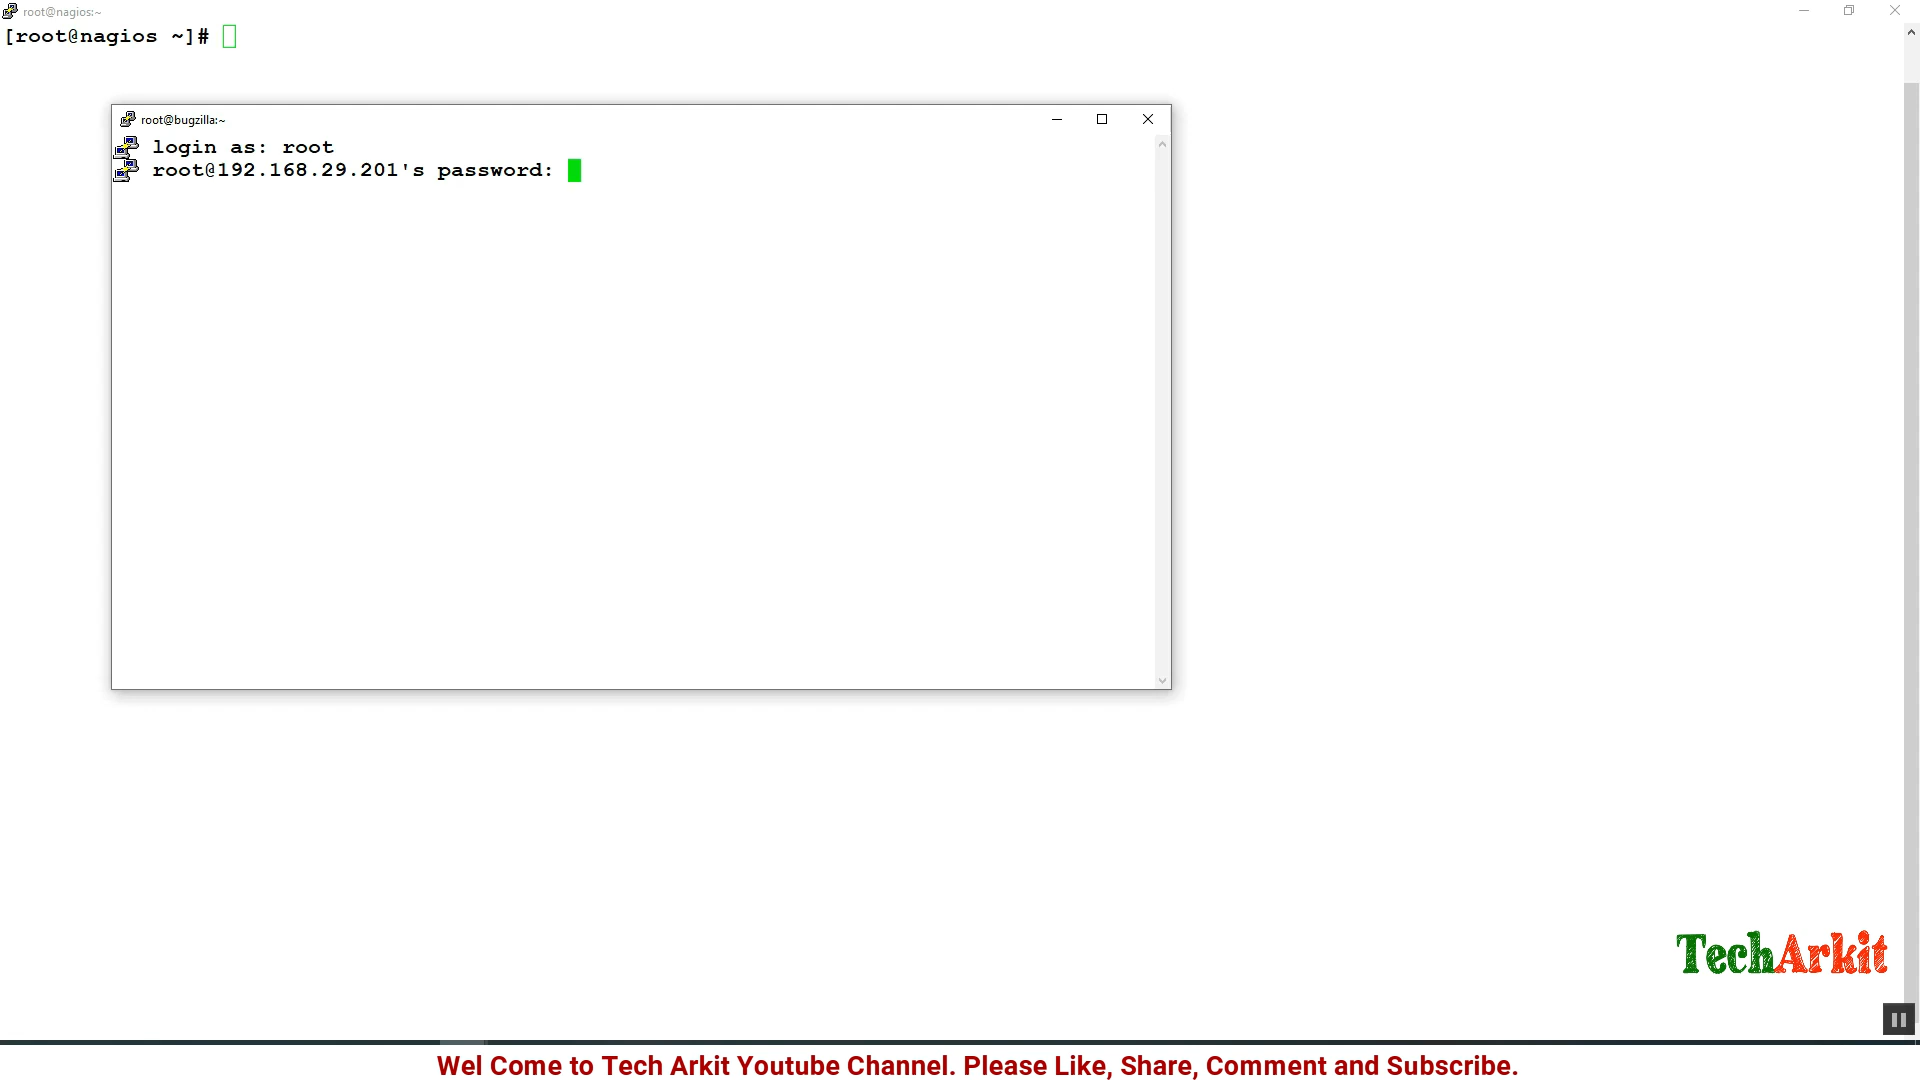 root@nagios:~
[root@nagios ~]#
root@bugzilla:~
login as: root
root@192.168.29.201's password:
TechArkit
Wel Come to Tech Arkit Youtube Channel. Please Like, Share, Comment and Subscribe.